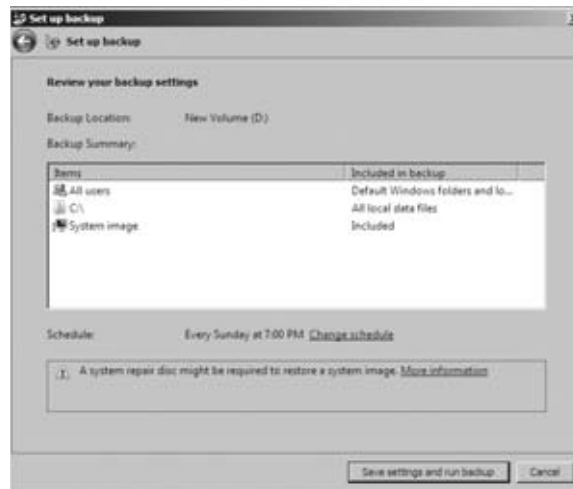 Set up backup
Set up backup
Review your backup settings
Backup Location: New Volume (D:)
Backup Summary:
Items Included in backup
All users Default Windows folders and lo...
C:\ All local data files
System image Included
Schedule: Every Sunday at 7:00 PM Change schedule
A system repair disc might be required to restore a system image. More information
Save settings and run backup Cancel